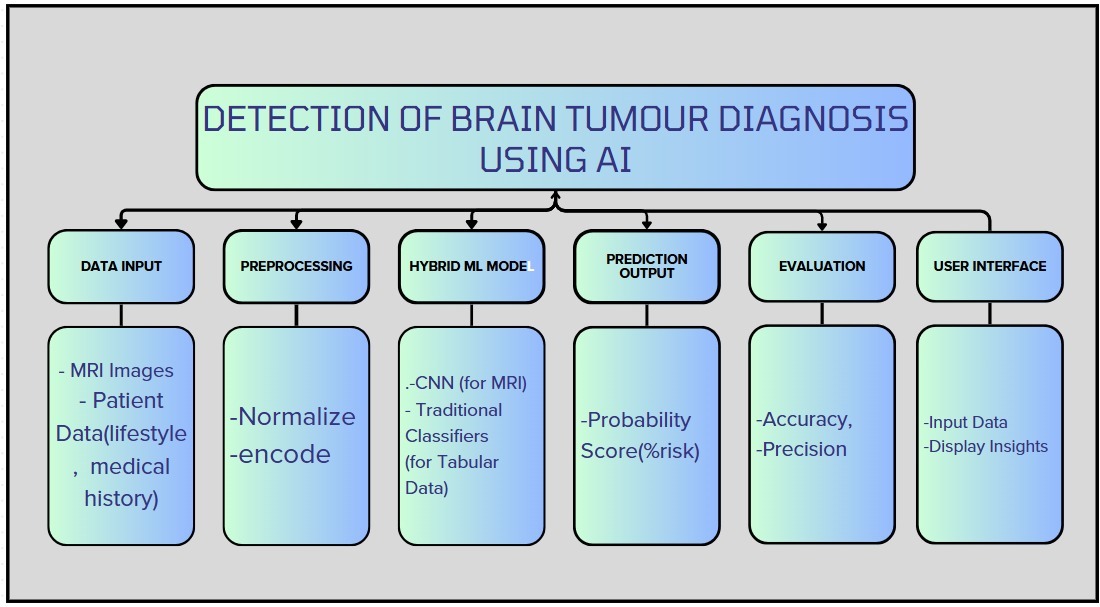 DETECTION OF BRAIN TUMOUR DIAGNOSIS
USING AI
DATA INPUT
PREPROCESSING
HYBRID ML MODEL
PREDICTION
OUTPUT
EVALUATION
USER INTERFACE
- MRI Images
- Patient
Data(lifestyle
, medical
history)
-Normalize
-encode
.-CNN (for MRI)
- Traditional
Classifiers
(for Tabular
Data)
-Probability
Score(%risk)
-Accuracy,
-Precision
-Input Data
-Display Insights